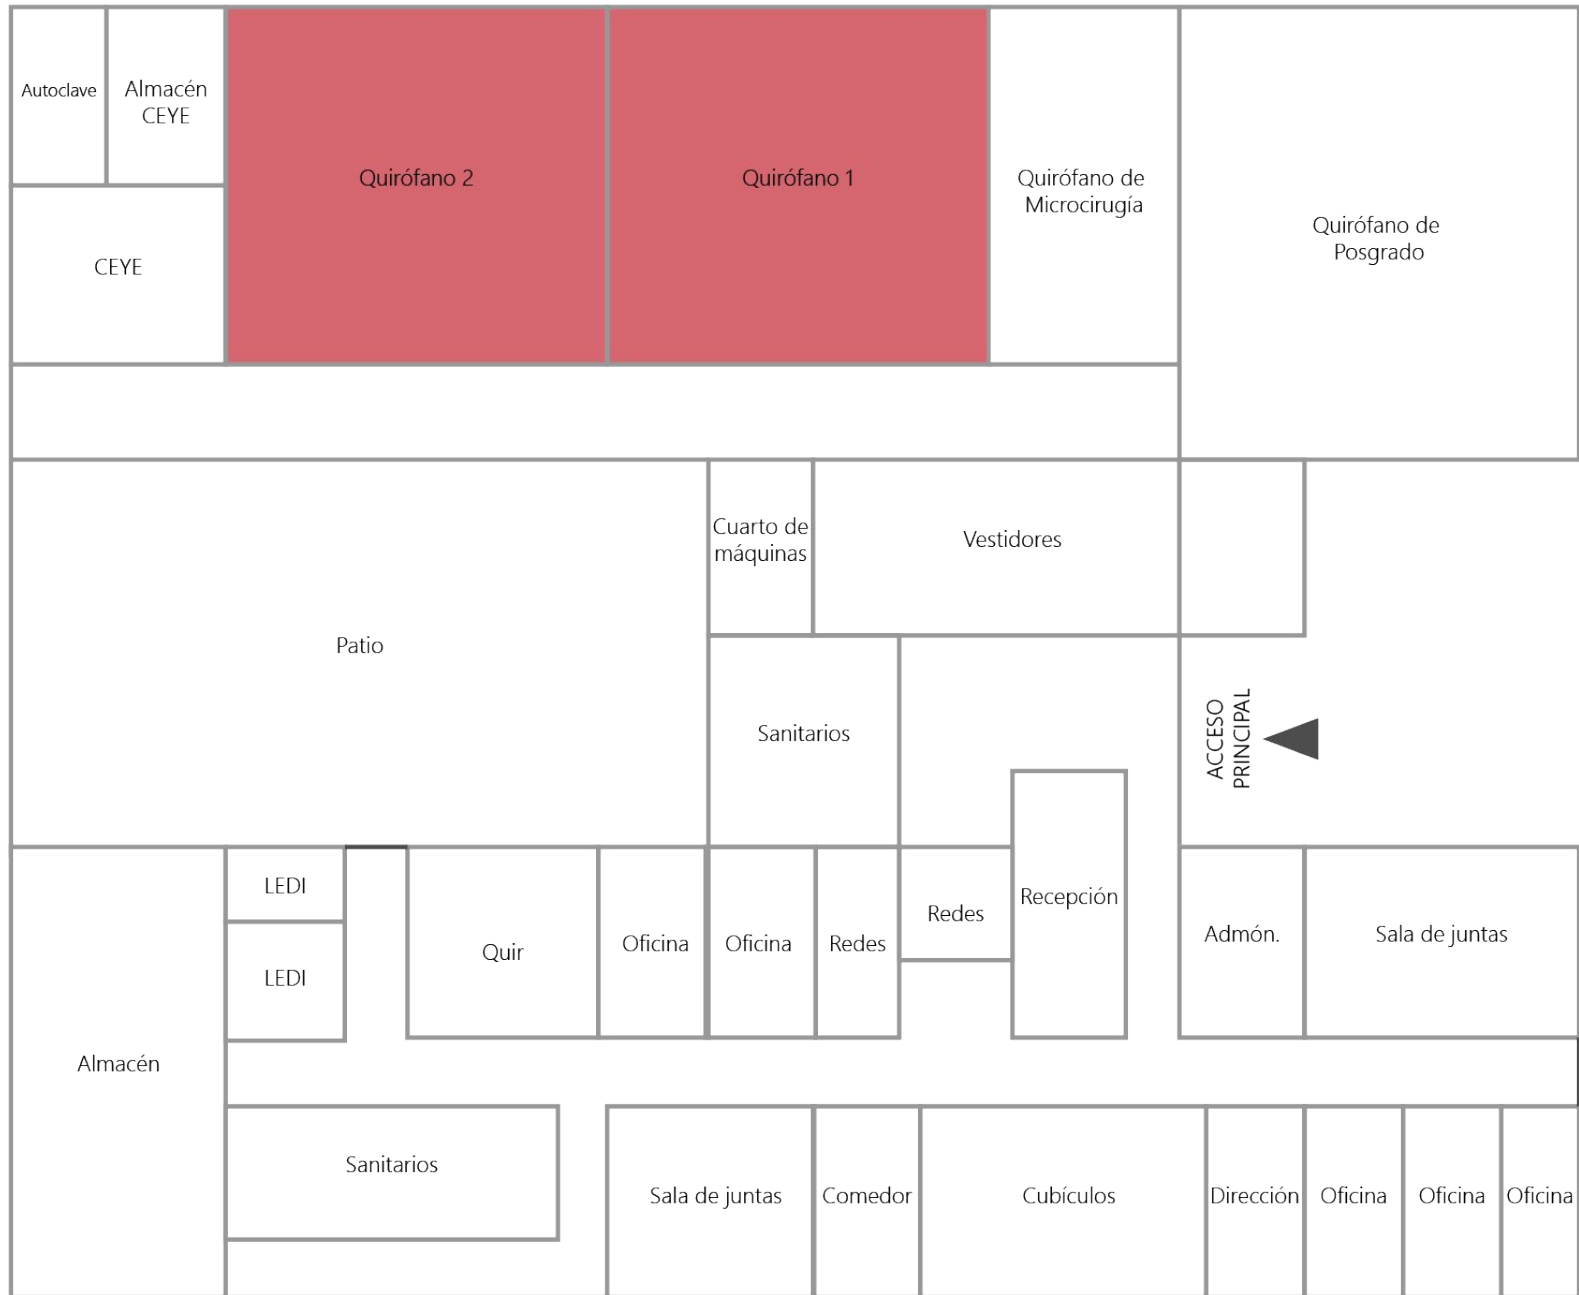 Autoclave
Almacén
CEYE
Quirófano 2
Quirófano 1
Quirófano de
Microcirugía
Quirófano de
Posgrado
CEYE
Cuarto de
máquinas
Vestidores
Patio
Sanitarios
ACCESO
PRINCIPAL
LEDI
LEDI
Quir
Oficina
Oficina
Redes
Redes
Recepción
Admón.
Sala de juntas
Almacén
Sanitarios
Sala de juntas
Comedor
Cubículos
Dirección
Oficina
Oficina
Oficina